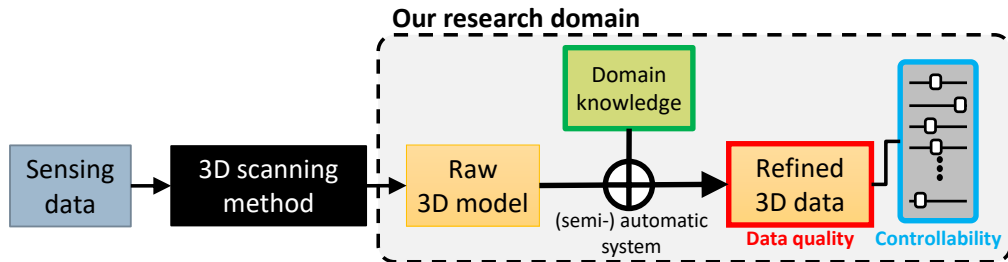 Our research domain
Domain
knowledge
Sensing
data
3D scanning
method
Raw
3D model
Refined
3D data
(semi-) automatic
system
Data quality
Controllability